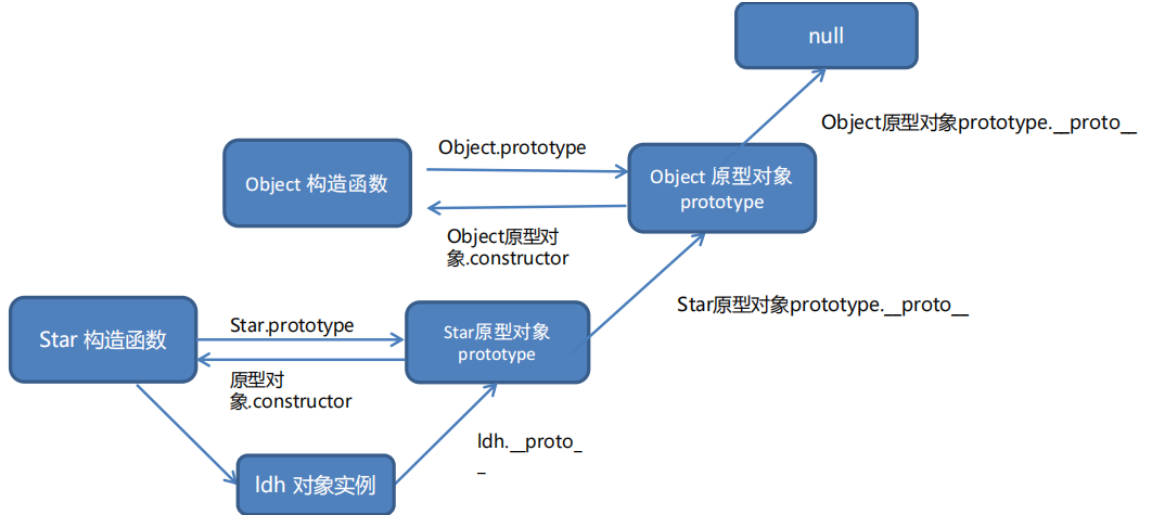 null
Object原型对象prototype.__proto__
Object.prototype
Object 构造函数
Object 原型对象
prototype
Object原型对
象.constructor
Star原型对象prototype.__proto__
Star.prototype
Star 构造函数
Star原型对象
prototype
原型对
象.constructor
ldh.__proto_
_
ldh 对象实例